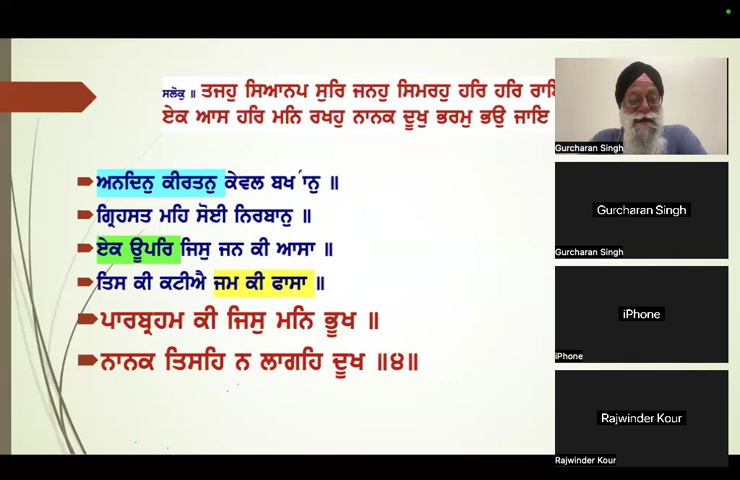 ਸਲੋਕੁ ॥ ਤਜਹੁ ਸਿਆਨਪ ਸੁਰਿ ਜਨਹੁ ਸਿਮਰਹੁ ਹਰਿ ਹਰਿ
ਏਕ ਆਸ ਹਰਿ ਮਨਿ ਰਖਹੁ ਨਾਨਕ ਦੂਖੁ ਭਰਮੁ ਭਉ ਜਾਇ
ਅਨਦਿਨੁ ਕੀਰਤਨੁ ਕੇਵਲ ਬਖੵਾਨੁ ॥
ਗ੍ਰਿਹਸਤ ਮਹਿ ਸੋਈ ਨਿਰਬਾਨੁ ॥
ਏਕ ਊਪਰਿ ਜਿਸੁ ਜਨ ਕੀ ਆਸਾ ॥
ਤਿਸ ਕੀ ਕਟੀਐ ਜਮ ਕੀ ਫਾਸਾ ॥
ਪਾਰਬ੍ਰਹਮ ਕੀ ਜਿਸੁ ਮਨਿ ਭੂਖ ॥
ਨਾਨਕ ਤਿਸਹਿ ਨ ਲਾਗਹਿ ਦੂਖ ॥੪॥
Gurcharan Singh
Gurcharan Singh
Gurcharan Singh
iPhone
iPhone
Rajwinder Kour
Rajwinder Kour